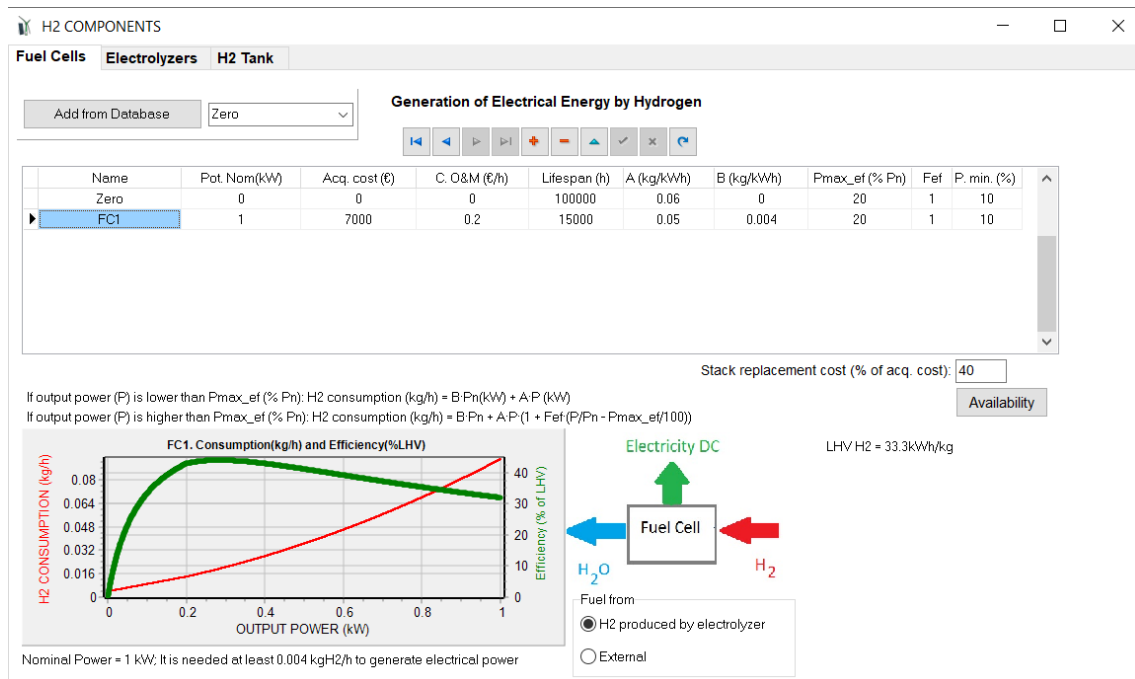 H2 COMPONENTS
Fuel Cells Electrolyzers H2 Tank
Add from Database Zero
Generation of Electrical Energy by Hydrogen
Name Pot. Nom(kW) Acq. cost (€) C. O&M (€/h) Lifespan (h) A (kg/kWh) B (kg/kWh) Pmax_ef (% Pn) Fef P. min. (%)
Zero 0 0 0 100000 0.06 0 20 1 10
FC1 1 7000 0.2 15000 0.05 0.004 20 1 10
Stack replacement cost (% of acq. cost): 40
If output power (P) is lower than Pmax_ef (% Pn): H2 consumption (kg/h) = B·Pn(kW) + A·P (kW)
If output power (P) is higher than Pmax_ef (% Pn): H2 consumption (kg/h) = B·Pn + A·P·(1 + Fef·(P/Pn - Pmax_ef/100))
Availability
FC1. Consumption(kg/h) and Efficiency(%LHV)
H2 CONSUMPTION (kg/h)
0.08
0.064
0.048
0.032
0.016
0
40
30
20
10
0
Efficiency (% of LHV)
0 0.2 0.4 0.6 0.8 1
OUTPUT POWER (kW)
Electricity DC
LHV H2 = 33.3kWh/kg
Fuel Cell
H2O
H2
Fuel from
H2 produced by electrolyzer
External
Nominal Power = 1 kW; It is needed at least 0.004 kgH2/h to generate electrical power